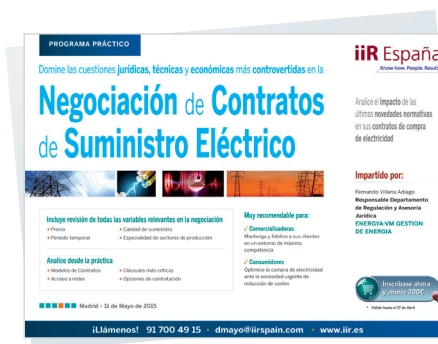 PROGRAMA PRÁCTICO
Domine las cuestiones jurídicas, técnicas y económicas más controvertidas en la
Negociación de Contratos
de Suministro Eléctrico
Incluye revisión de todas las variables relevantes en la negociación
• Precio
• Periodo temporal
• Calidad de suministro
• Especialidad de sectores de producción
Analice desde la práctica
• Modelos de Contratos
• Acceso a redes
• Cláusulas más críticas
• Opciones de contratación
Muy recomendable para:
✓ Comercializadoras
Mantenga y fidelice a sus clientes
en un entorno de máxima
competencia
✓ Consumidores
Optimice la compra de electricidad
ante la necesidad urgente de
reducción de costes
Madrid • 11 de Mayo de 2015
iiR España
Know-how. People. Results
Analice el impacto de las
últimas novedades normativas
en sus contratos de compra
de electricidad
Impartido por:
Fernando Villena Adiego
Responsable Departamento
de Regulación y Asesoría
Jurídica
ENERGYA-VM GESTION
DE ENERGIA
Inscríbase ahora
y ahorre 200€
* Válido hasta el 07 de Abril
¡Llámenos! 91 700 49 15 • dmayo@iirspain.com • www.iir.es